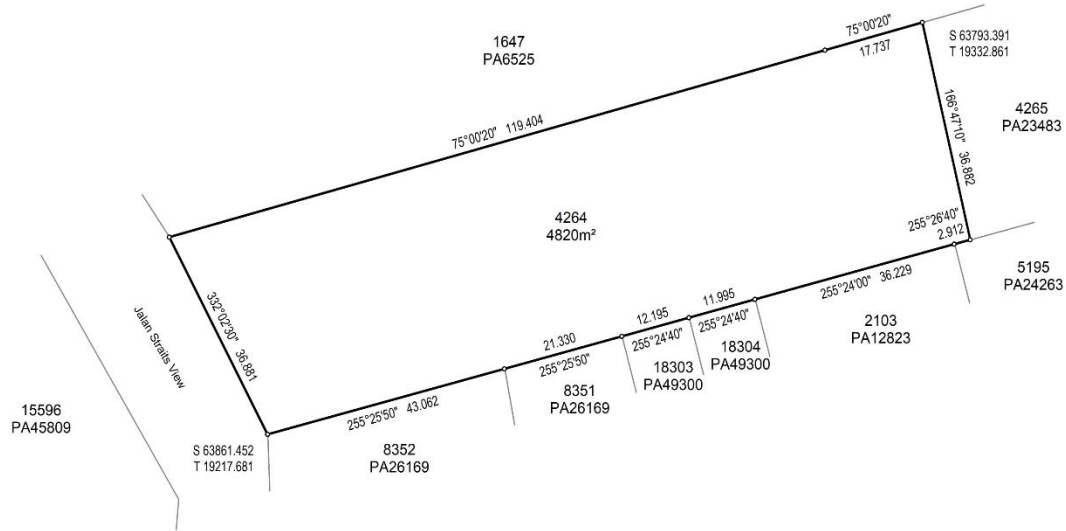 1647
PA6525
75°00'20"
17.737
S 63793.391
T 19332.861
4265
PA23483
75°00'20" 119.404
166°47'10" 36.882
4264
4820m²
255°26'40"
2.912
5195
PA24263
332°02'30" 36.881
Jalan Straits View
255°24'00" 36.229
2103
PA12823
11.995
255°24'40"
18304
PA49300
12.195
255°24'40"
18303
PA49300
21.330
255°25'50"
8351
PA26169
255°25'50" 43.062
8352
PA26169
15596
PA45809
S 63861.452
T 19217.681